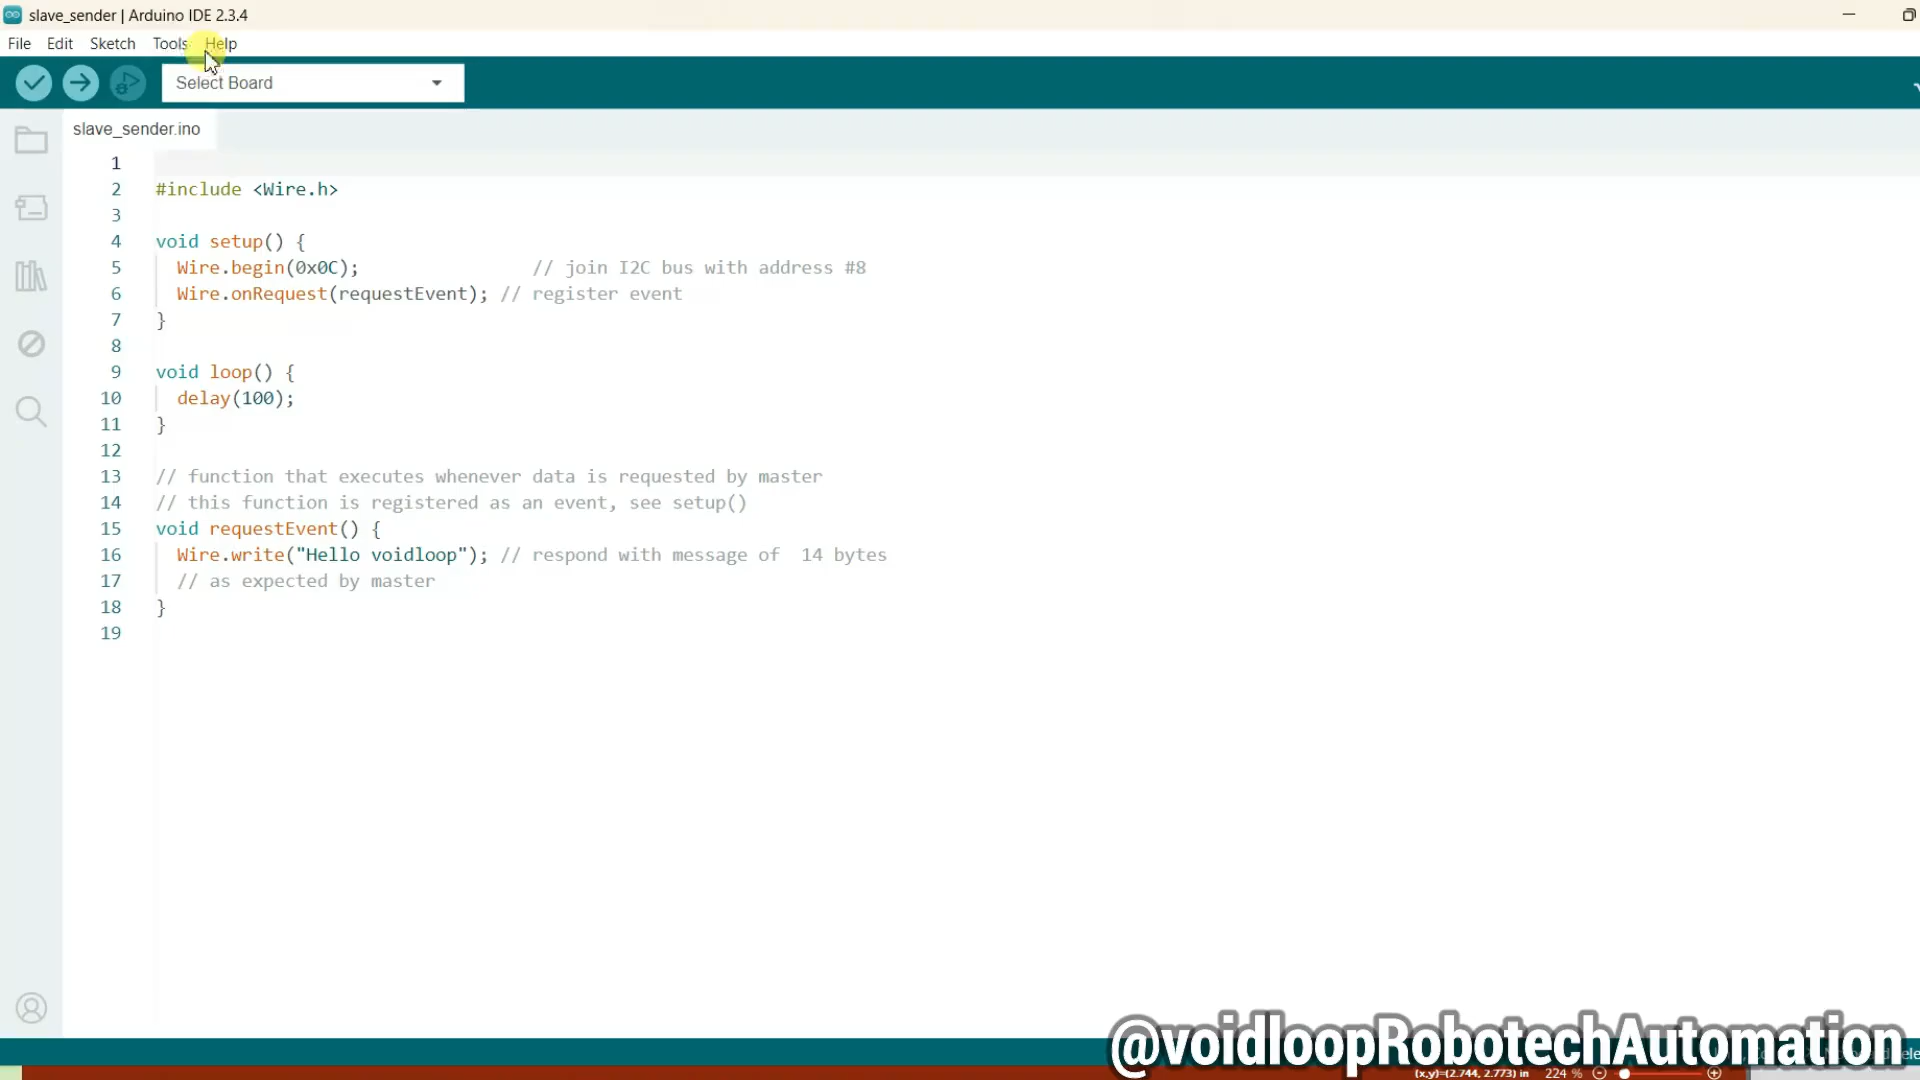 slave_sender | Arduino IDE 2.3.4
File Edit Sketch Tools Help
Select Board
slave_sender.ino
1
2 #include <Wire.h>
3
4 void setup() {
5 Wire.begin(0x0C); // join I2C bus with address #8
6 Wire.onRequest(requestEvent); // register event
7 }
8
9 void loop() {
10 delay(100);
11 }
12
13 // function that executes whenever data is requested by master
14 // this function is registered as an event, see setup()
15 void requestEvent() {
16 Wire.write("Hello voidloop"); // respond with message of 14 bytes
17 // as expected by master
18 }
19
@voidloopRobotechAutomation
(x,y)=(2.744, 2.773) in 224 %